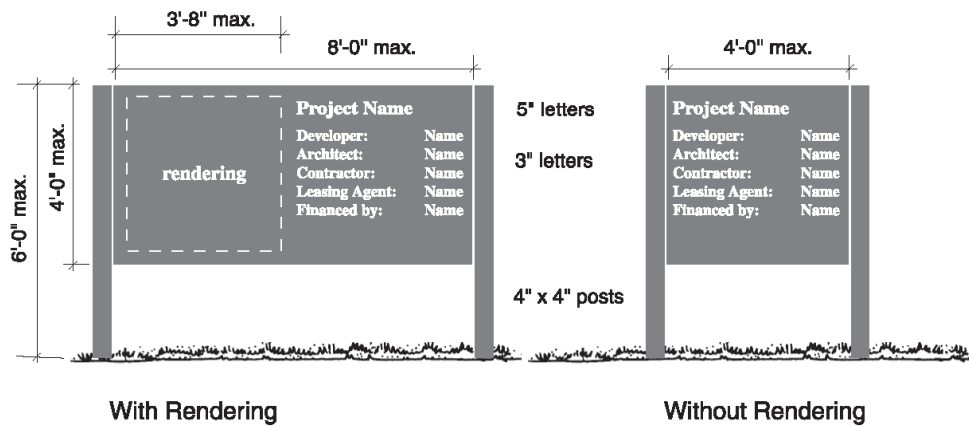 3'-8" max.
8'-0" max.
4'-0" max.
6'-0" max.
4'-0" max.
rendering
Project Name
Developer: Name
Architect: Name
Contractor: Name
Leasing Agent: Name
Financed by: Name
5" letters
3" letters
4" x 4" posts
Project Name
Developer: Name
Architect: Name
Contractor: Name
Leasing Agent: Name
Financed by: Name
With Rendering
Without Rendering